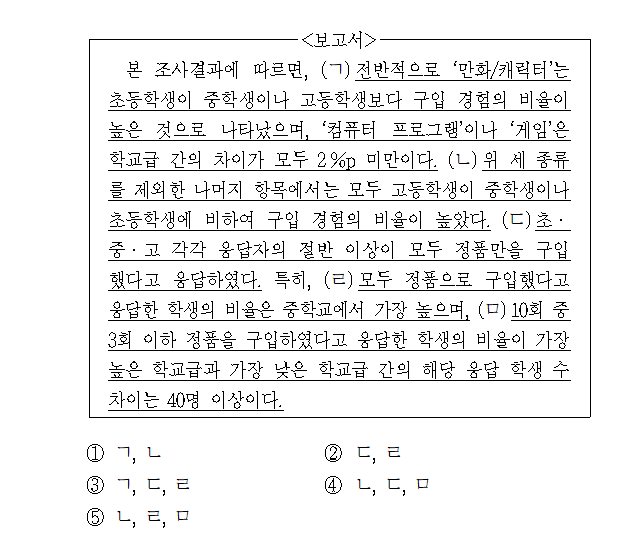 <보고서>
본 조사결과에 따르면, (ㄱ) 전반적으로 ‘만화/캐릭터’는
초등학생이 중학생이나 고등학생보다 구입 경험의 비율이
높은 것으로 나타났으며, ‘컴퓨터 프로그램’이나 ‘게임’은
학교급 간의 차이가 모두 2%p 미만이다. (ㄴ) 위 세 종류
를 제외한 나머지 항목에서는 모두 고등학생이 중학생이나
초등학생에 비하여 구입 경험의 비율이 높았다. (ㄷ) 초·
중·고 각각 응답자의 절반 이상이 모두 정품만을 구입
했다고 응답하였다. 특히, (ㄹ) 모두 정품으로 구입했다고
응답한 학생의 비율은 중학교에서 가장 높으며, (ㅁ) 10회 중
3회 이하 정품을 구입하였다고 응답한 학생의 비율이 가장
높은 학교급과 가장 낮은 학교급 간의 해당 응답 학생 수
차이는 40명 이상이다.
① ㄱ, ㄴ ② ㄷ, ㄹ
③ ㄱ, ㄷ, ㄹ ④ ㄴ, ㄷ, ㅁ
⑤ ㄴ, ㄹ, ㅁ